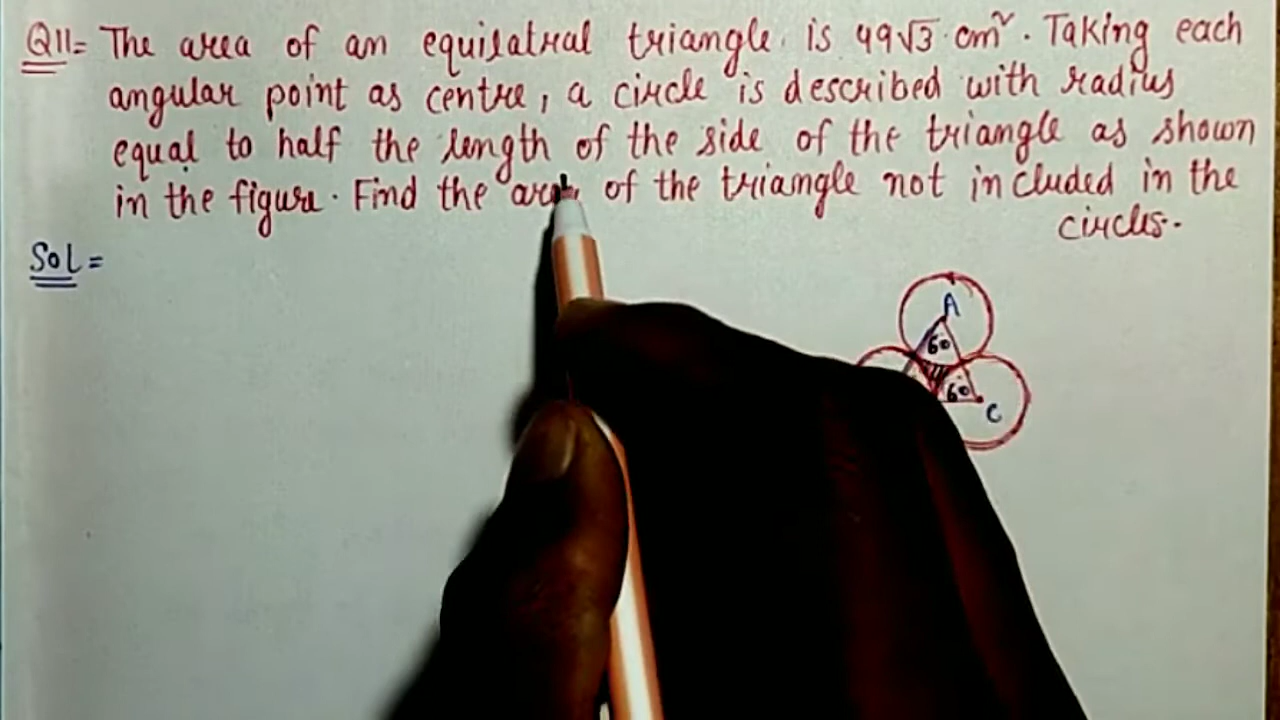 Q11= The area of an equilatral triangle is 49√3 cm². Taking each
angular point as centre, a circle is described with radius
equal to half the length of the side of the triangle as shown
in the figure. Find the of the triangle not included in the
circles.
Sol=
A
60
60
C